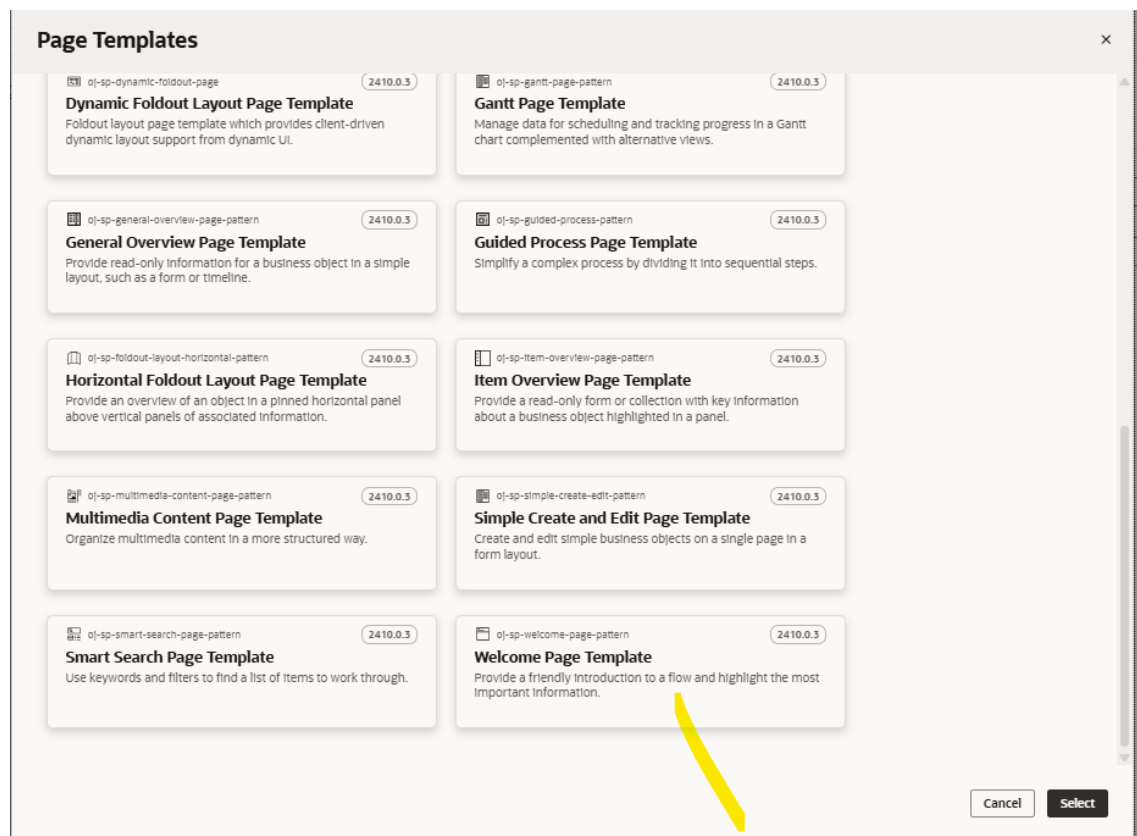 Page Templates
×
oj-sp-dynamic-foldout-page 2410.0.3
Dynamic Foldout Layout Page Template
Foldout layout page template which provides client-driven
dynamic layout support from dynamic UI.
oj-sp-gantt-page-pattern 2410.0.3
Gantt Page Template
Manage data for scheduling and tracking progress in a Gantt
chart complemented with alternative views.
oj-sp-general-overview-page-pattern 2410.0.3
General Overview Page Template
Provide read-only information for a business object in a simple
layout, such as a form or timeline.
oj-sp-guided-process-pattern 2410.0.3
Guided Process Page Template
Simplify a complex process by dividing it into sequential steps.
oj-sp-foldout-layout-horizontal-pattern 2410.0.3
Horizontal Foldout Layout Page Template
Provide an overview of an object in a pinned horizontal panel
above vertical panels of associated information.
oj-sp-item-overview-page-pattern 2410.0.3
Item Overview Page Template
Provide a read-only form or collection with key information
about a business object highlighted in a panel.
oj-sp-multimedia-content-page-pattern 2410.0.3
Multimedia Content Page Template
Organize multimedia content in a more structured way.
oj-sp-simple-create-edit-pattern 2410.0.3
Simple Create and Edit Page Template
Create and edit simple business objects on a single page in a
form layout.
oj-sp-smart-search-page-pattern 2410.0.3
Smart Search Page Template
Use keywords and filters to find a list of items to work through.
oj-sp-welcome-page-pattern 2410.0.3
Welcome Page Template
Provide a friendly introduction to a flow and highlight the most
important information.
Cancel
Select